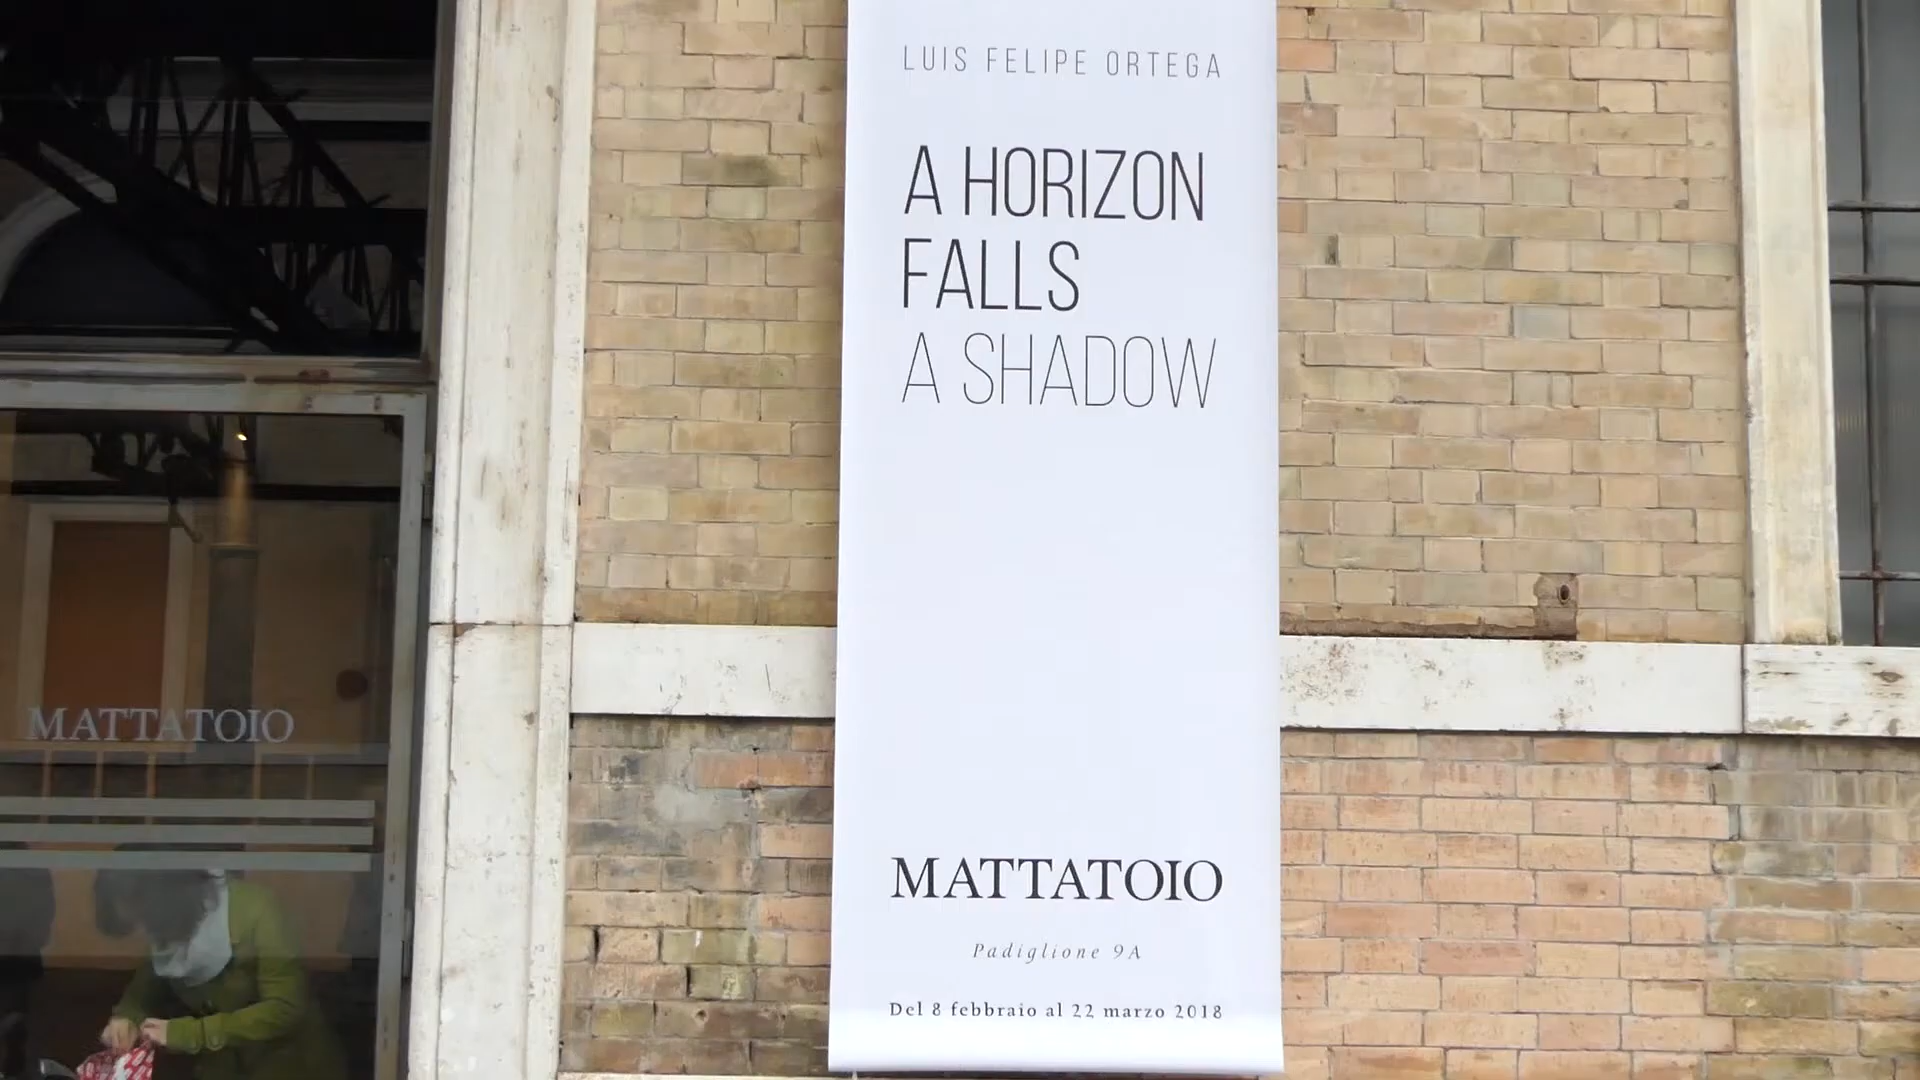 LUIS FELIPE ORTEGA
A HORIZON
FALLS
A SHADOW
MATTATOIO
Padiglione 9A
Del 8 febbraio al 22 marzo 2018
MATTATOIO